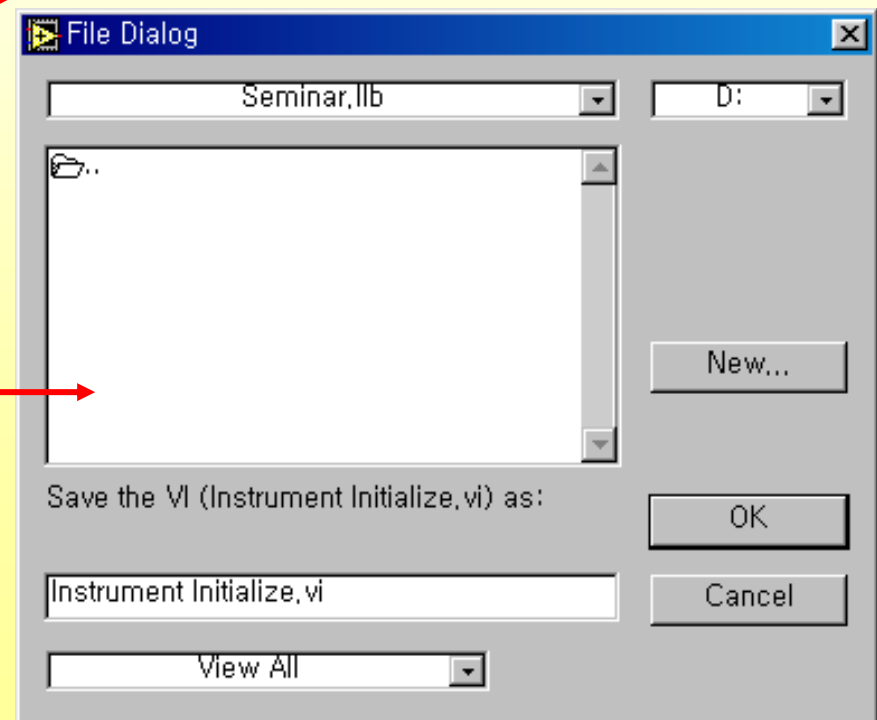 File Dialog
Seminar,llb
D:
..
New,,,
Save the VI (Instrument Initialize,vi) as:
OK
Instrument Initialize,vi
Cancel
View All